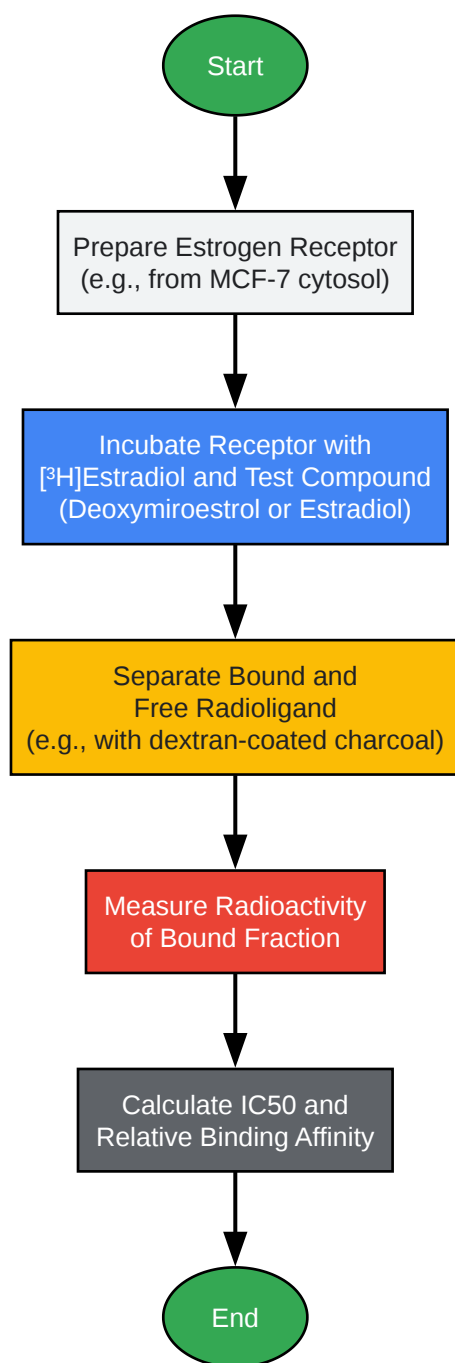 Start
Prepare Estrogen Receptor
(e.g., from MCF-7 cytosol)
Incubate Receptor with
[³H]Estradiol and Test Compound
(Deoxymiroestrol or Estradiol)
Separate Bound and
Free Radioligand
(e.g., with dextran-coated charcoal)
Measure Radioactivity
of Bound Fraction
Calculate IC50 and
Relative Binding Affinity
End